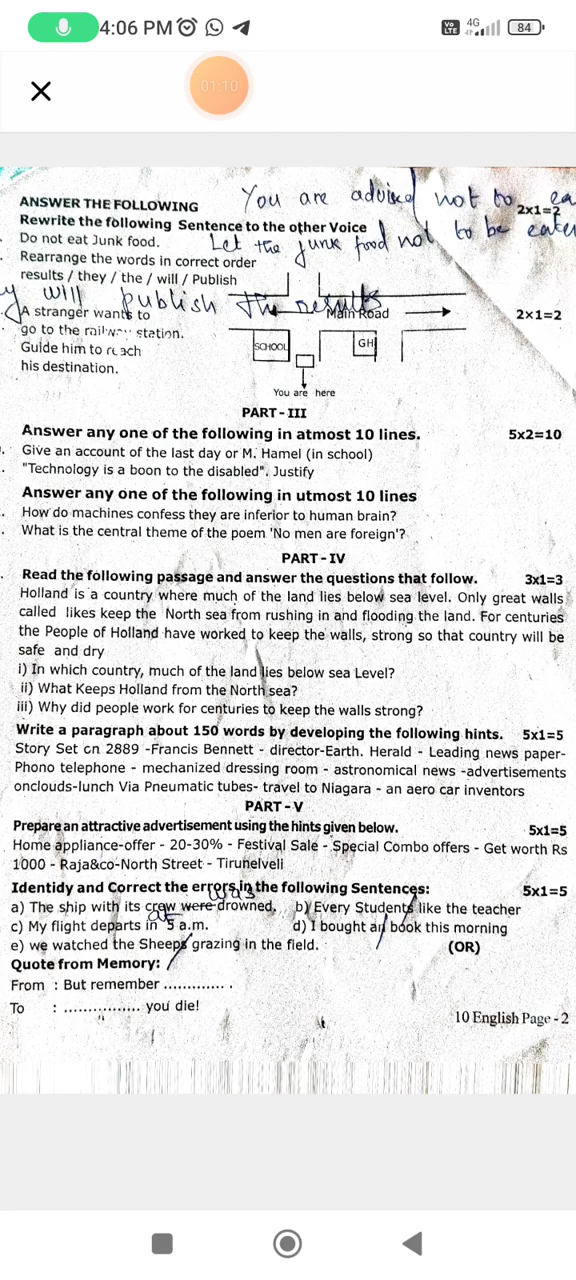 4:06 PM
Vo LTE 4G 84
01:10
You are advised not to ea
ANSWER THE FOLLOWING 2x1=2
Rewrite the following Sentence to the other Voice
Do not eat Junk food. Let the junk food not to be eaten
Rearrange the words in correct order
results / they / the / will / Publish
y will publish the results
A stranger wants to Main Road 2x1=2
go to the railway station.
Guide him to reach SCHOOL GH
his destination.
You are here
PART - III
Answer any one of the following in atmost 10 lines. 5x2=10
Give an account of the last day or M. Hamel (in school)
"Technology is a boon to the disabled". Justify
Answer any one of the following in utmost 10 lines
How do machines confess they are inferior to human brain?
What is the central theme of the poem 'No men are foreign'?
PART - IV
Read the following passage and answer the questions that follow. 3x1=3
Holland is a country where much of the land lies below sea level. Only great walls
called likes keep the North sea from rushing in and flooding the land. For centuries
the People of Holland have worked to keep the walls, strong so that country will be
safe and dry
i) In which country, much of the land lies below sea Level?
ii) What Keeps Holland from the North sea?
iii) Why did people work for centuries to keep the walls strong?
Write a paragraph about 150 words by developing the following hints. 5x1=5
Story Set cn 2889 -Francis Bennett - director-Earth. Herald - Leading news paper-
Phono telephone - mechanized dressing room - astronomical news -advertisements
onclouds-lunch Via Pneumatic tubes- travel to Niagara - an aero car inventors
PART - V
Prepare an attractive advertisement using the hints given below. 5x1=5
Home appliance-offer - 20-30% - Festival Sale - Special Combo offers - Get worth Rs
1000 - Raja&co-North Street - Tirunelveli
Identidy and Correct the errors in the following Sentences: 5x1=5
was
a) The ship with its crew were drowned. b) Every Students like the teacher
at
c) My flight departs in 5 a.m. d) I bought an book this morning
e) we watched the Sheeps grazing in the field. (OR)
Quote from Memory:
From : But remember .............. .
To : ................ you die!
10 English Page - 2